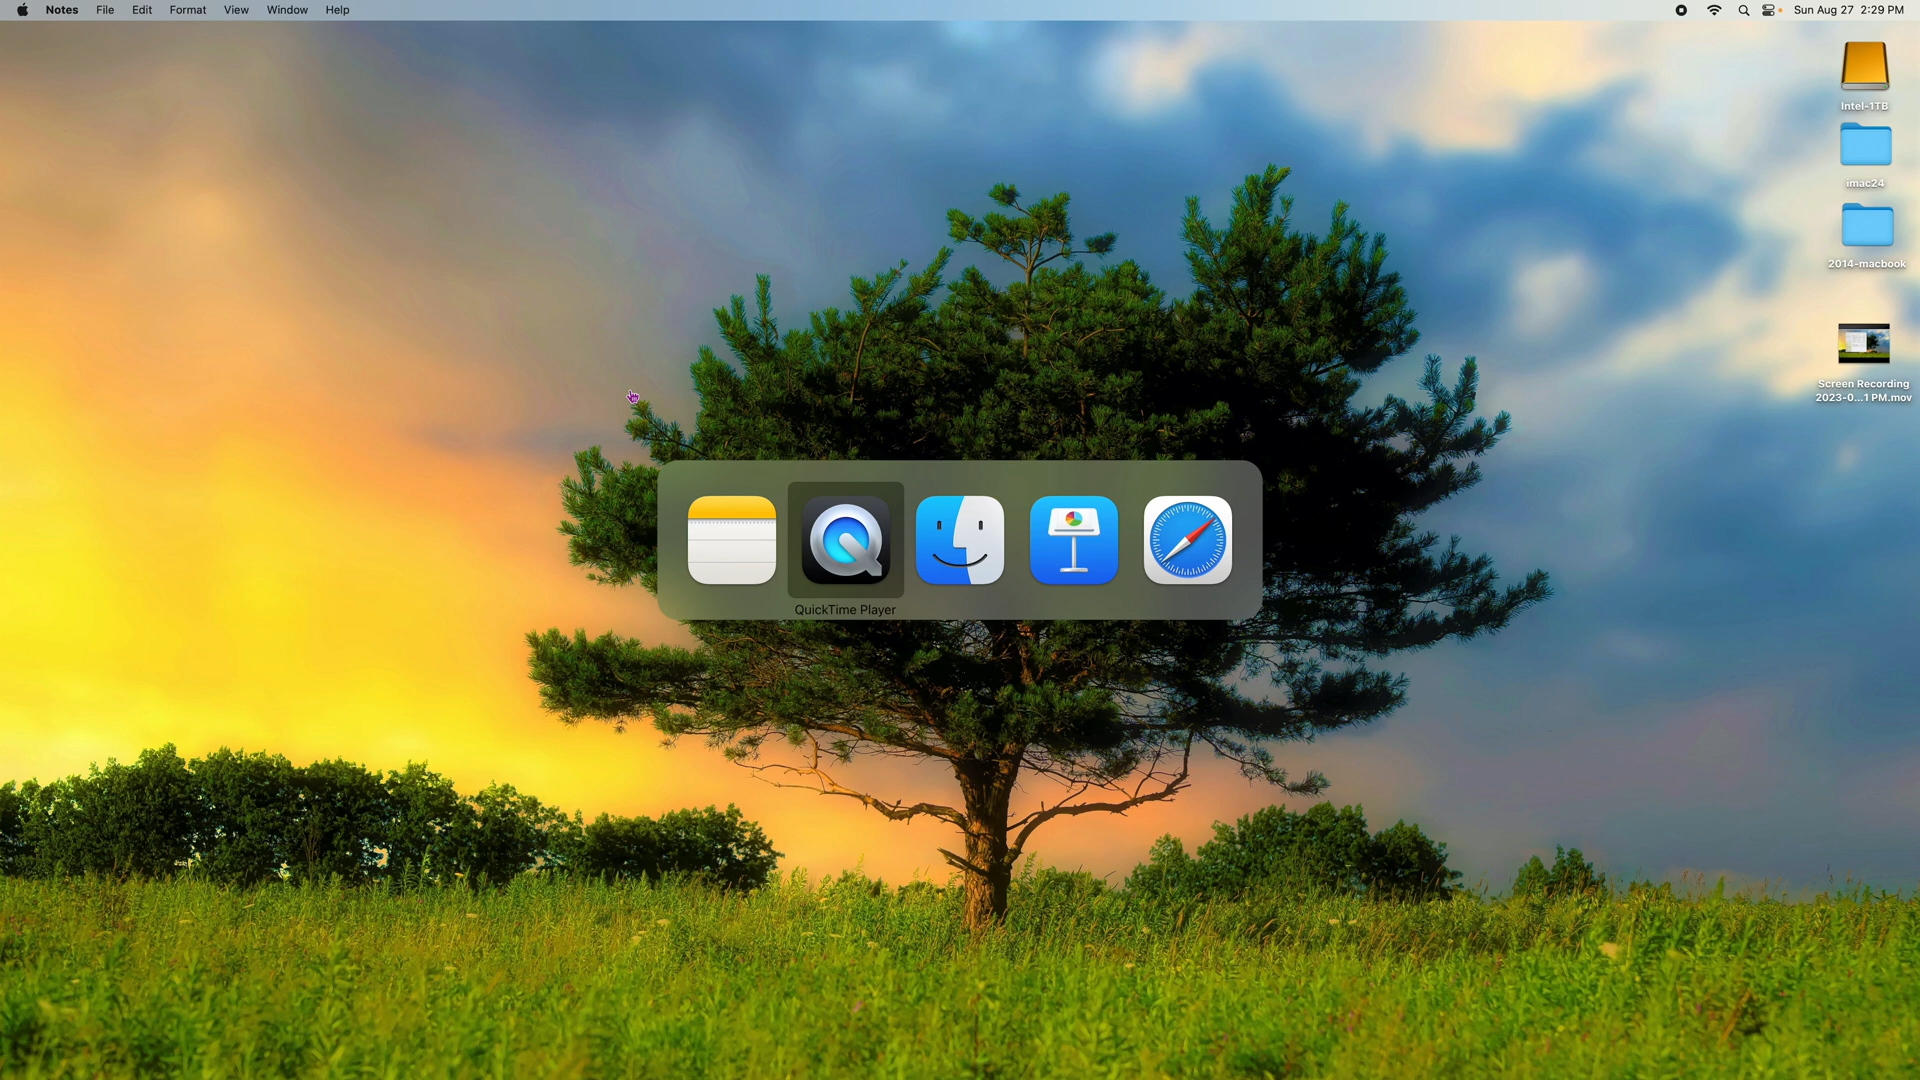 Notes File Edit Format View Window Help Sun Aug 27 2:29 PM
Intel-1TB
imac24
2014-macbook
Screen Recording
2023-0...1 PM.mov
QuickTime Player